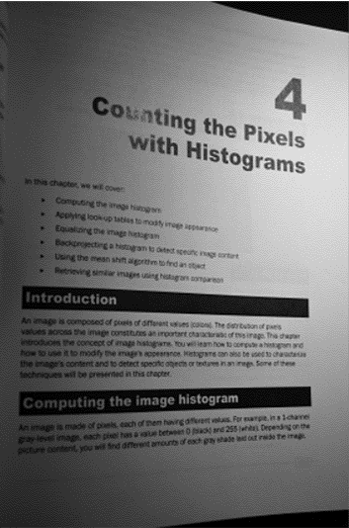 4
Counting the Pixels
with Histograms
In this chapter, we will cover:
• Computing the image histogram
• Applying look-up tables to modify image appearance
• Equalizing the image histogram
• Backprojecting a histogram to detect specific image content
• Using the mean shift algorithm to find an object
• Retrieving similar images using histogram comparison
Introduction
An image is composed of pixels of different values (colors). The distribution of pixels
values across the image constitutes an important characteristic of this image. This chapter
introduces the concept of image histograms. You will learn how to compute a histogram and
how to use it to modify the image's appearance. Histograms can also be used to characterize
the image's content and to detect specific objects or textures in an image. Some of these
techniques will be presented in this chapter.
Computing the image histogram
An image is made of pixels, each of them having different values. For example, in a 1-channel
gray-level image, each pixel has a value between 0 (black) and 255 (white). Depending on the
picture content, you will find different amounts of each gray shade laid out inside the image.